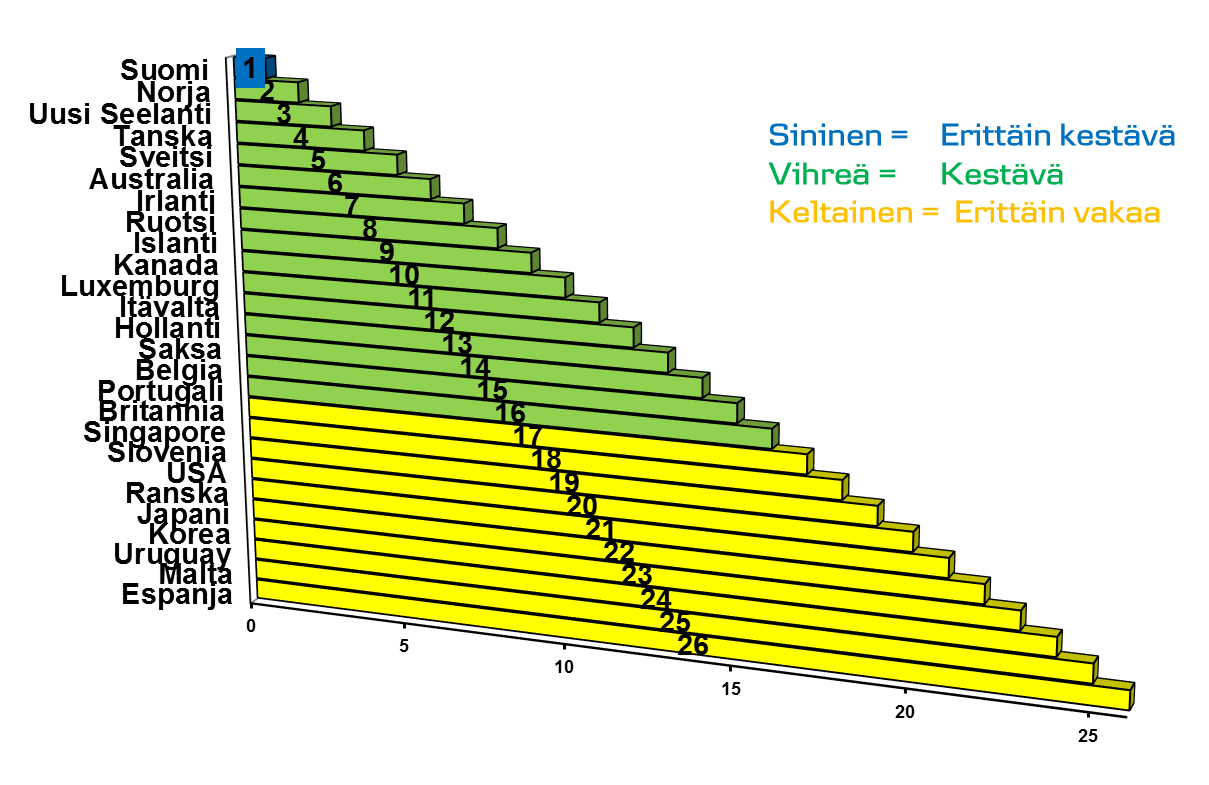 Suomi 1
Norja 2
Uusi Seelanti 3
Tanska 4
Sveitsi 5
Australia 6
Irlanti 7
Ruotsi 8
Islanti 9
Kanada 10
Luxemburg 11
Itävalta 12
Hollanti 13
Saksa 14
Belgia 15
Portugali 16
Britannia 17
Singapore 18
Slovenia 19
USA 20
Ranska 21
Japani 22
Korea 23
Uruguay 24
Malta 25
Espanja 26
0 5 10 15 20 25
Sininen = Erittäin kestävä
Vihreä = Kestävä
Keltainen = Erittäin vakaa